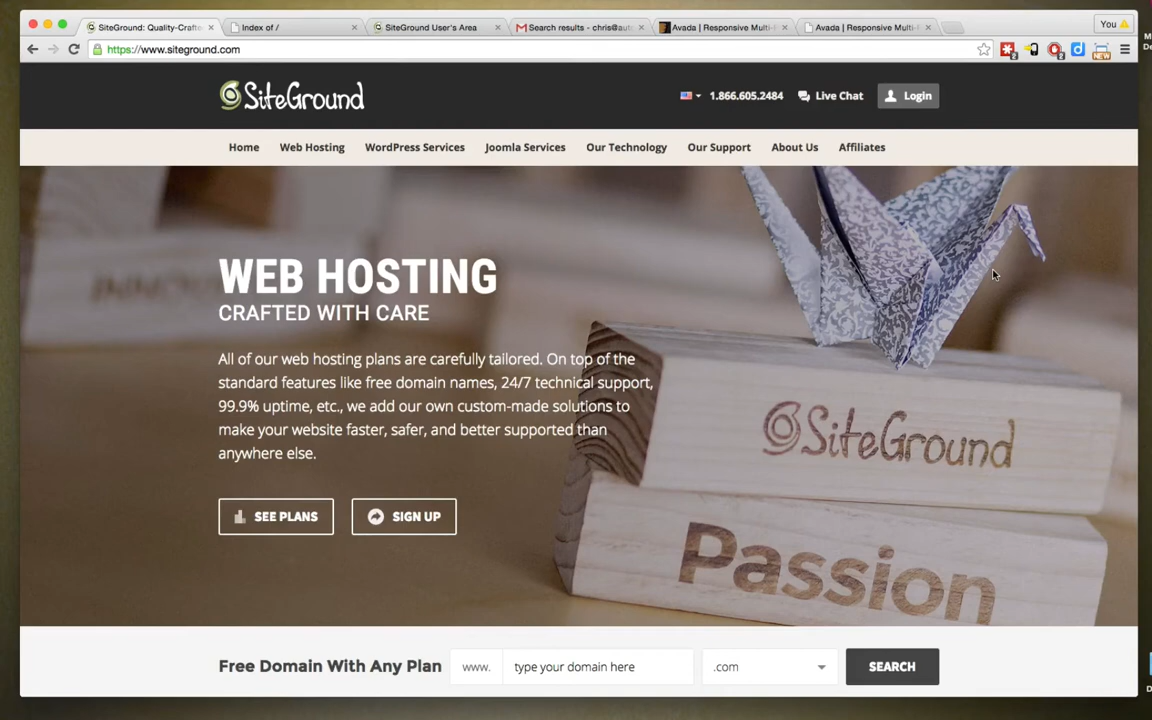 SiteGround: Quality-Crafte
Index of /
SiteGround User's Area
Search results - chris@aut
Avada | Responsive Multi-
Avada | Responsive Multi-
You
https://www.siteground.com
2
2
NEW
SiteGround
1.866.605.2484
Live Chat
Login
Home
Web Hosting
WordPress Services
Joomla Services
Our Technology
Our Support
About Us
Affiliates
WEB HOSTING
CRAFTED WITH CARE
All of our web hosting plans are carefully tailored. On top of the
standard features like free domain names, 24/7 technical support,
99.9% uptime, etc., we add our own custom-made solutions to
make your website faster, safer, and better supported than
anywhere else.
SEE PLANS
SIGN UP
SiteGround
Passion
Free Domain With Any Plan
www.
type your domain here
.com
SEARCH